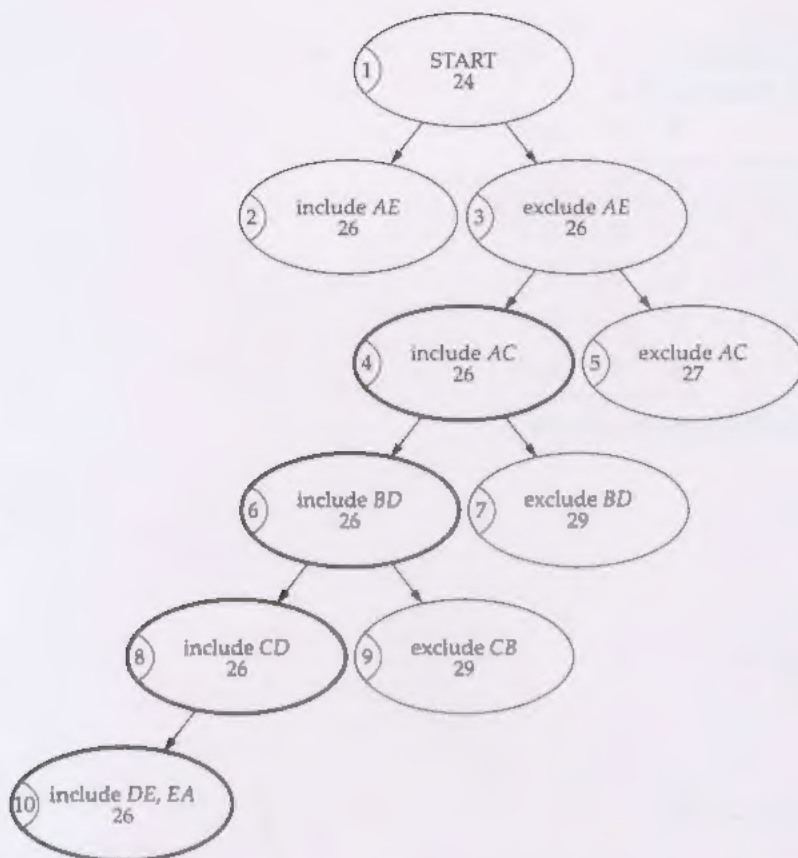 1
START
24
2
include AE
26
3
exclude AE
26
4
include AC
26
5
exclude AC
27
6
include BD
26
7
exclude BD
29
8
include CD
26
9
exclude CB
29
10
include DE, EA
26